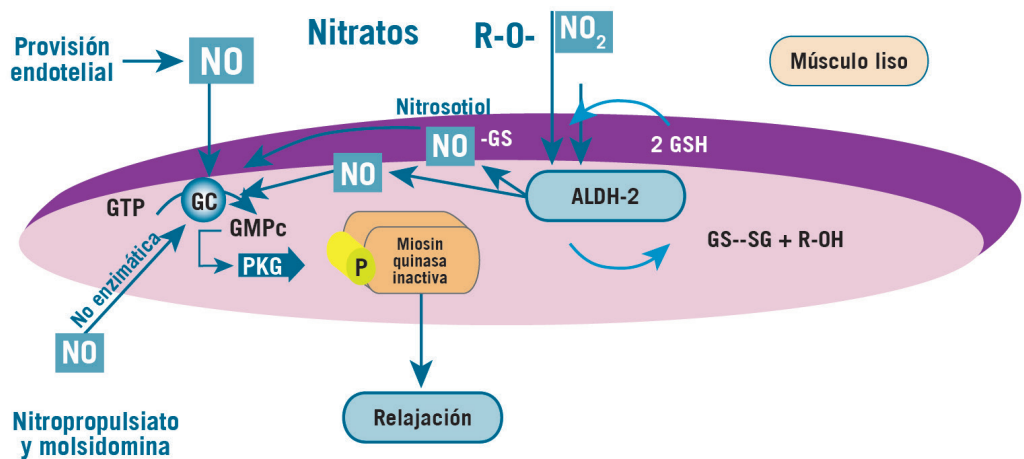 Nitratos
R-O-
NO2
Provisión
endotelial
NO
Músculo liso
Nitrosotiol
NO
-GS
2 GSH
NO
ALDH-2
GTP
GC
GMPc
GS--SG + R-OH
PKG
P
Miosin
quinasa
inactiva
No enzimática
NO
Relajación
Nitropropulsiato
y molsidomina